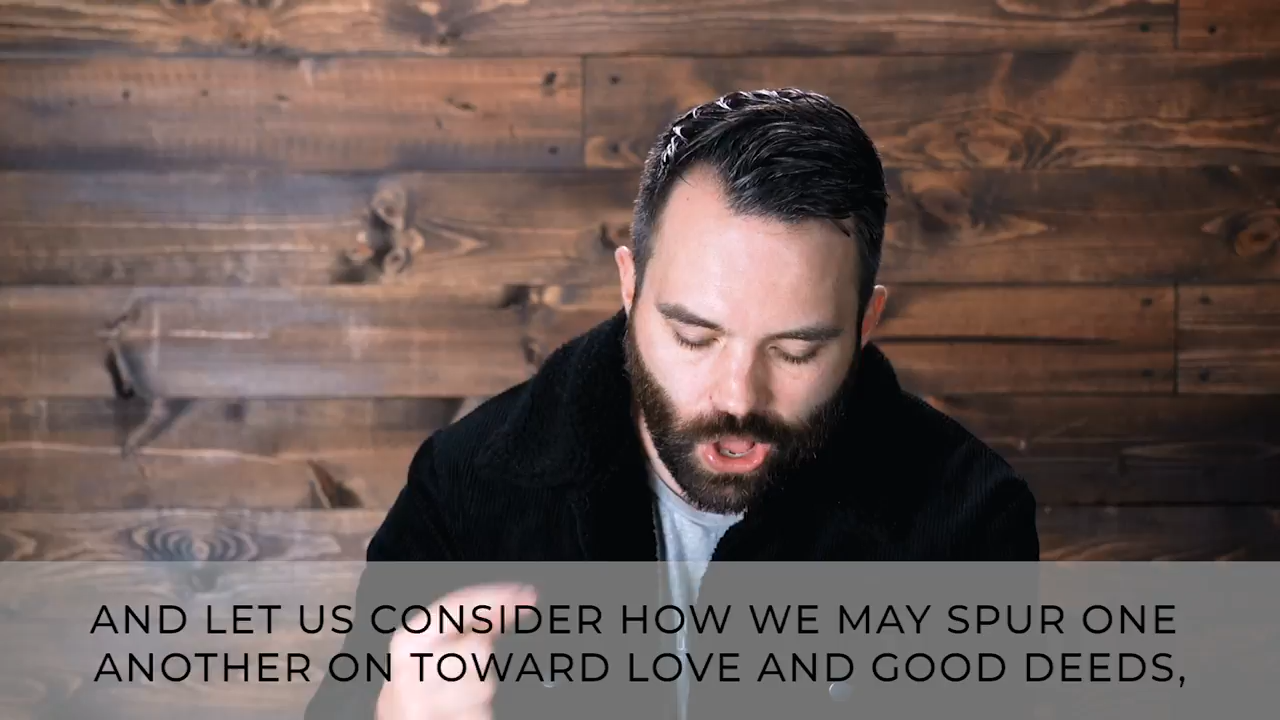 AND LET US CONSIDER HOW WE MAY SPUR ONE
ANOTHER ON TOWARD LOVE AND GOOD DEEDS,